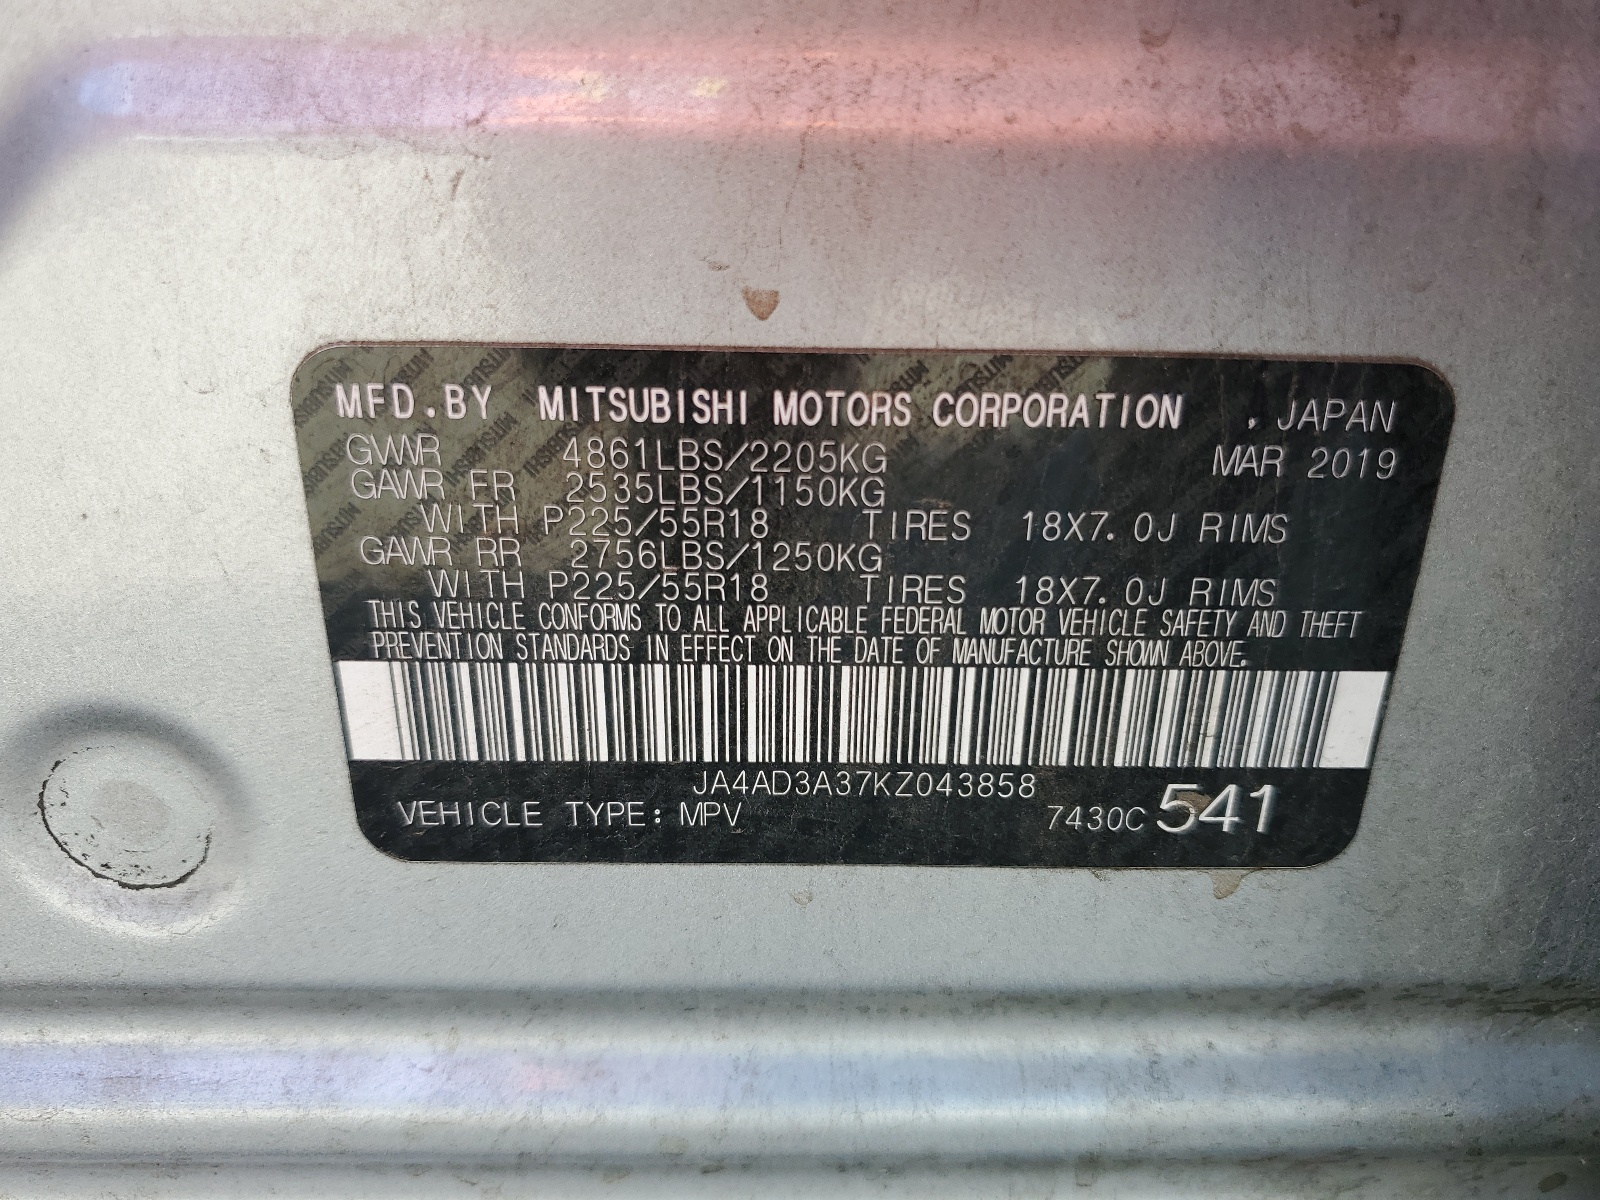 MFD.BY MITSUBISHI MOTORS CORPORATION , JAPAN
GVWR 4861LBS/2205KG MAR 2019
GAWR FR 2535LBS/1150KG
WITH P225/55R18 TIRES 18X7.0J RIMS
GAWR RR 2756LBS/1250KG
WITH P225/55R18 TIRES 18X7.0J RIMS
THIS VEHICLE CONFORMS TO ALL APPLICABLE FEDERAL MOTOR VEHICLE SAFETY AND THEFT
PREVENTION STANDARDS IN EFFECT ON THE DATE OF MANUFACTURE SHOWN ABOVE.
JA4AD3A37KZ043858
VEHICLE TYPE: MPV 7430C 541